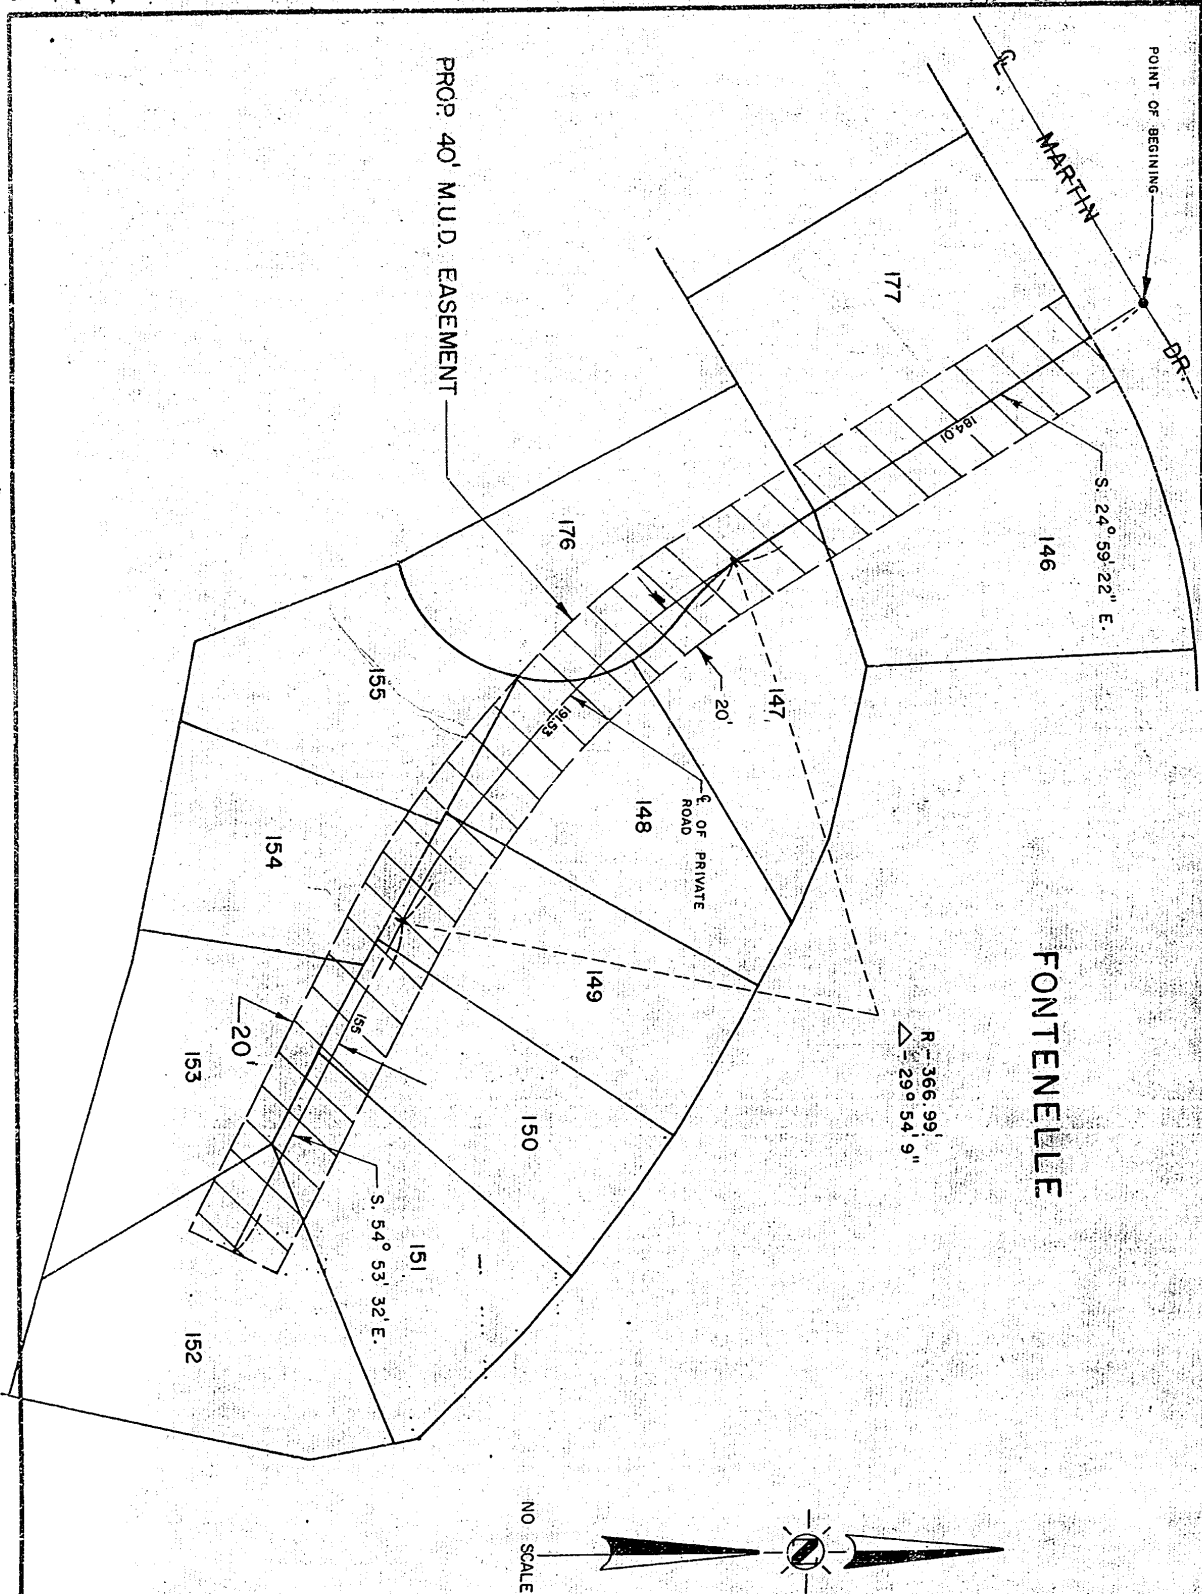 POINT OF BEGINING
℄
MARTIN
DR.
177
184.01
S. 24° 59' 22" E.
146
PROP. 40' M.U.D. EASEMENT
176
147
20'
155
191.53
℄ OF PRIVATE
ROAD
148
FONTENELLE
R - 366.99'
△ - 29° 54' 9"
154
149
155
20'
153
150
S. 54° 53' 32' E.
151
152
N
NO SCALE